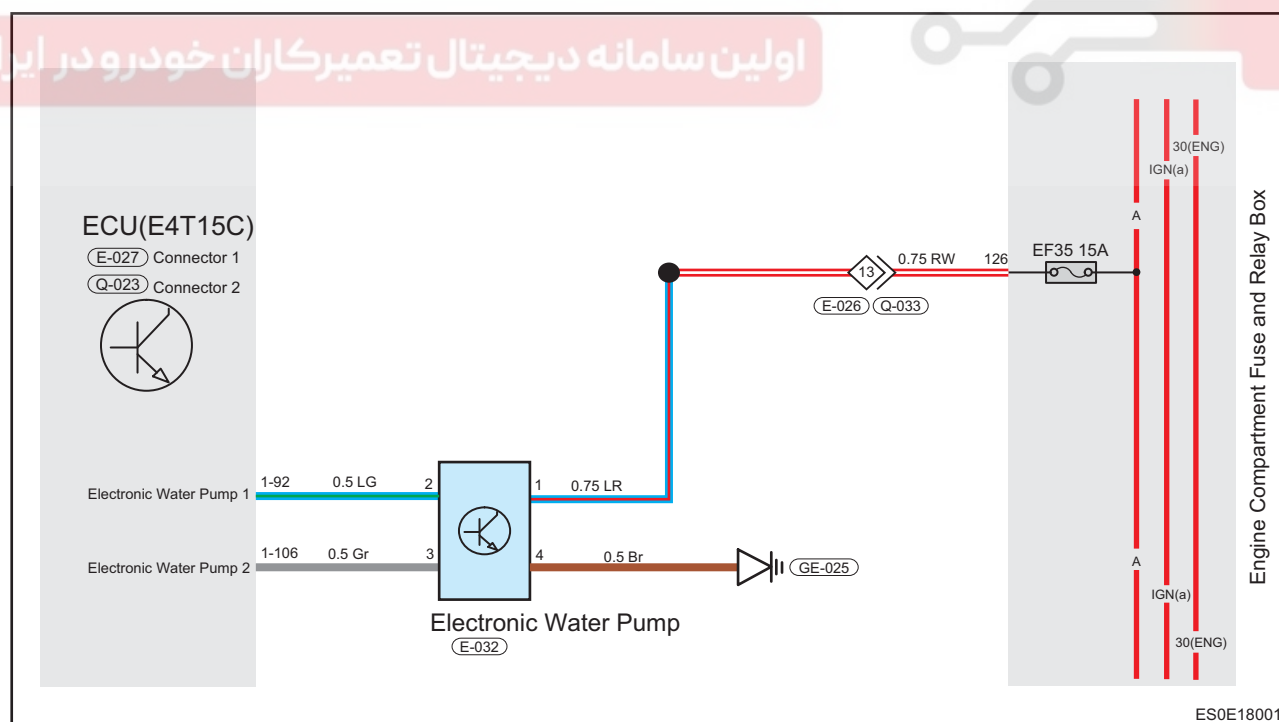 اولین سامانه دیجیتال تعمیرکاران خودرو در ایرا
30(ENG)
IGN(a)
A
ECU(E4T15C)
E-027 Connector 1
Q-023 Connector 2
EF35 15A
13
0.75 RW
126
E-026
Q-033
Engine Compartment Fuse and Relay Box
Electronic Water Pump 1
1-92
0.5 LG
2
1
0.75 LR
Electronic Water Pump 2
1-106
0.5 Gr
3
4
0.5 Br
GE-025
A
IGN(a)
30(ENG)
Electronic Water Pump
E-032
ES0E18001